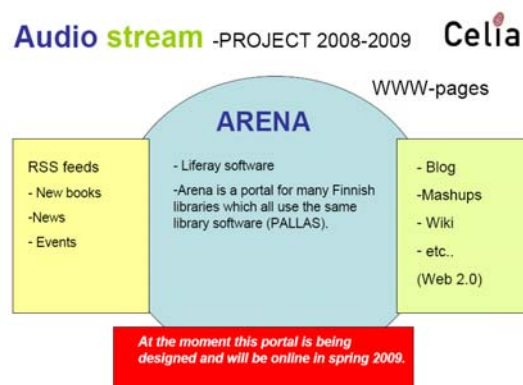 Audio stream -PROJECT 2008-2009
Celia
WWW-pages
ARENA
RSS feeds
- New books
-News
- Events
- Liferay software
-Arena is a portal for many Finnish
libraries which all use the same
library software (PALLAS).
- Blog
-Mashups
- Wiki
- etc..
(Web 2.0)
At the moment this portal is being
designed and will be online in spring 2009.